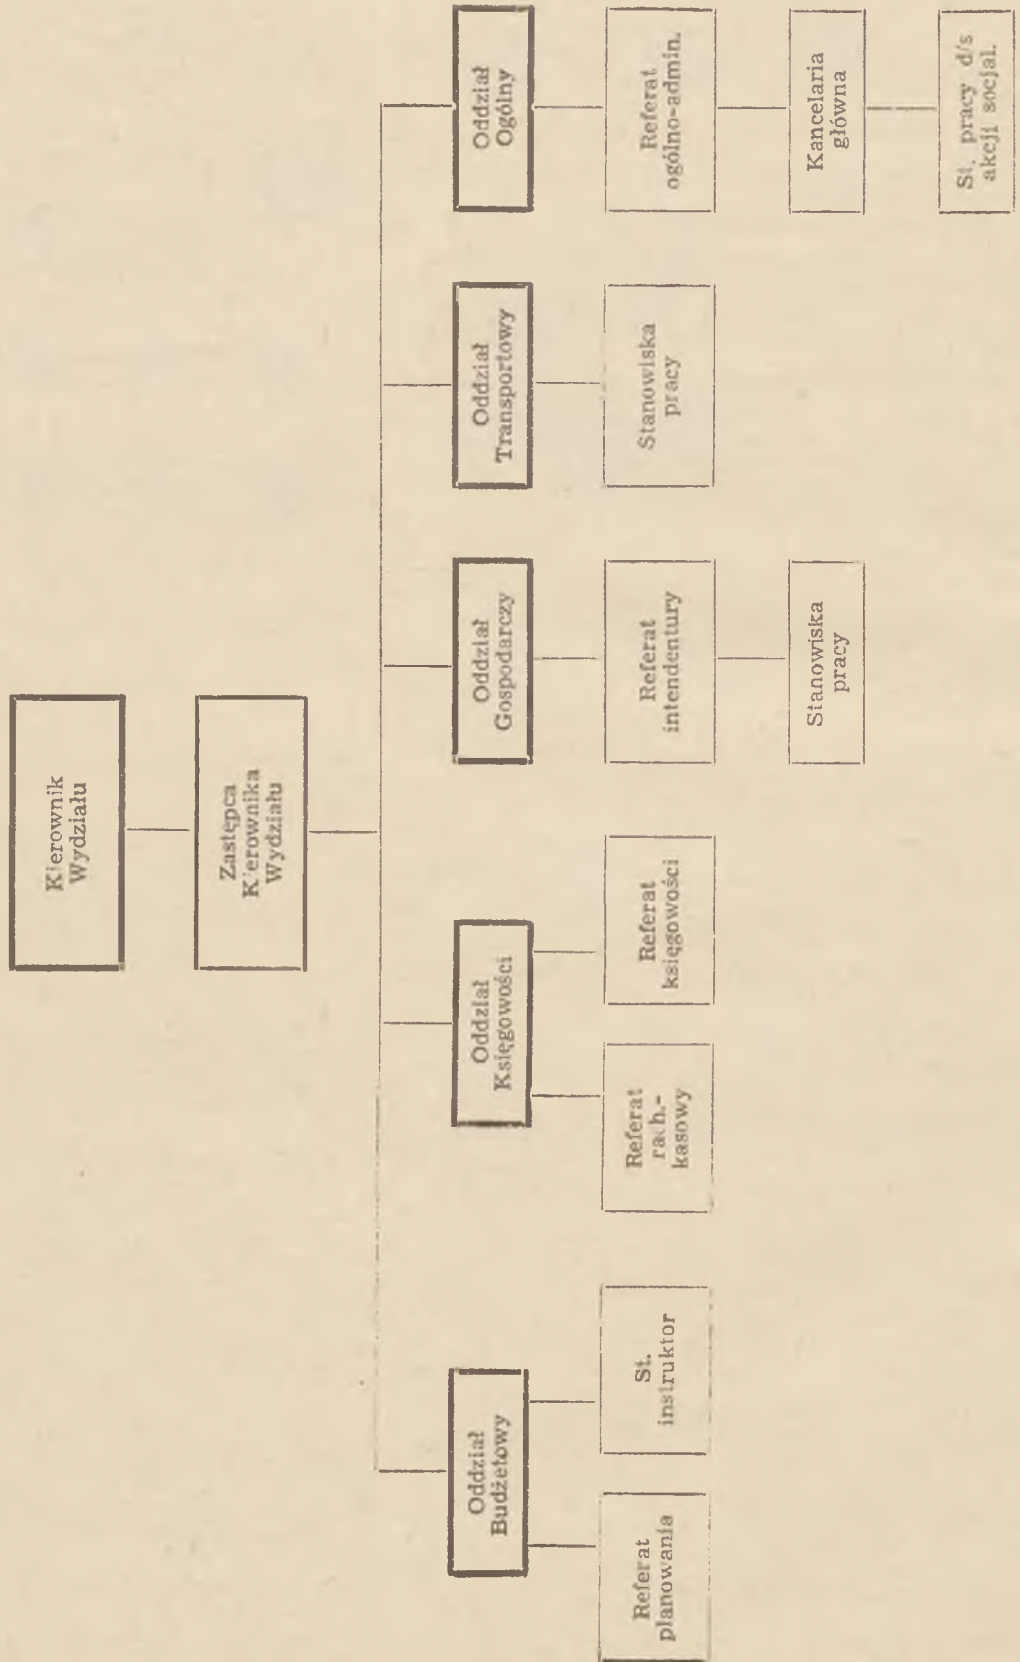 Kierownik
Wydziału
Zastępca
Kierownika
Wydziału
Oddział
Budżetowy
Oddział
Księgowości
Oddział
Gospodarczy
Oddział
Transportowy
Oddział
Ogólny
Referat
planowania
St.
instruktor
Referat
rach.-
kasowy
Referat
księgowości
Referat
intendentury
Stanowiska
pracy
Referat
ogólno-admin.
Stanowiska
pracy
Kancelaria
główna
St. pracy d/s
akcji socjal.